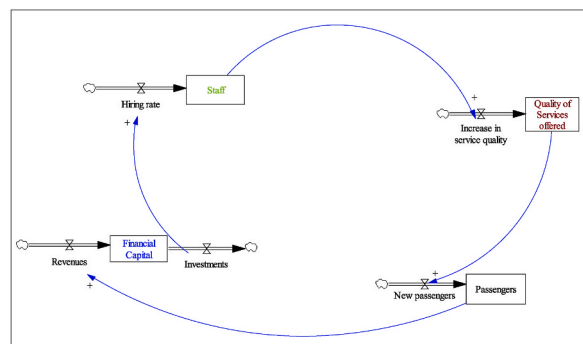 Staff
+
Hiring rate
Quality of
Services
offered
Increase in
service quality
+
Financial
Capital
Revenues
Investments
+
+
New passengers
Passengers